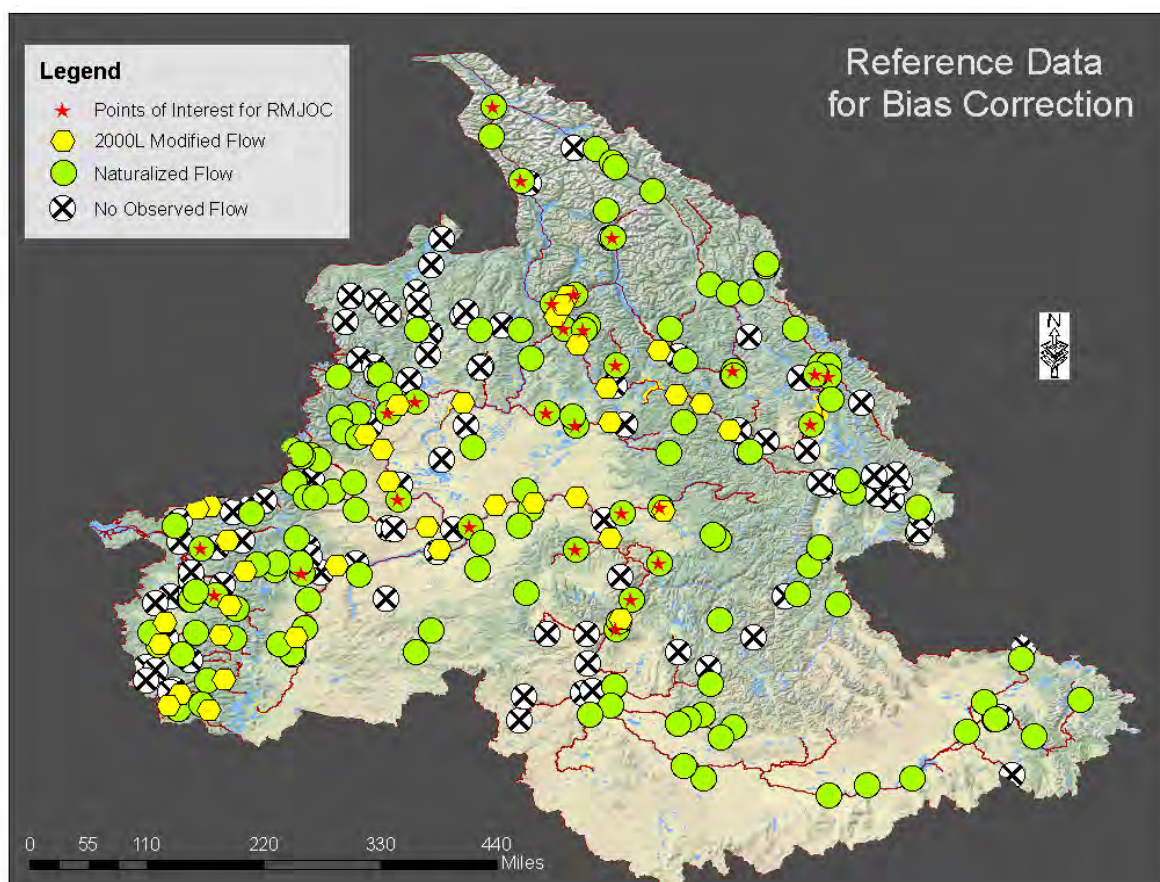 Reference Data
for Bias Correction
Legend
Points of Interest for RMJOC
2000L Modified Flow
Naturalized Flow
No Observed Flow
N
0 55 110 220 330 440
Miles